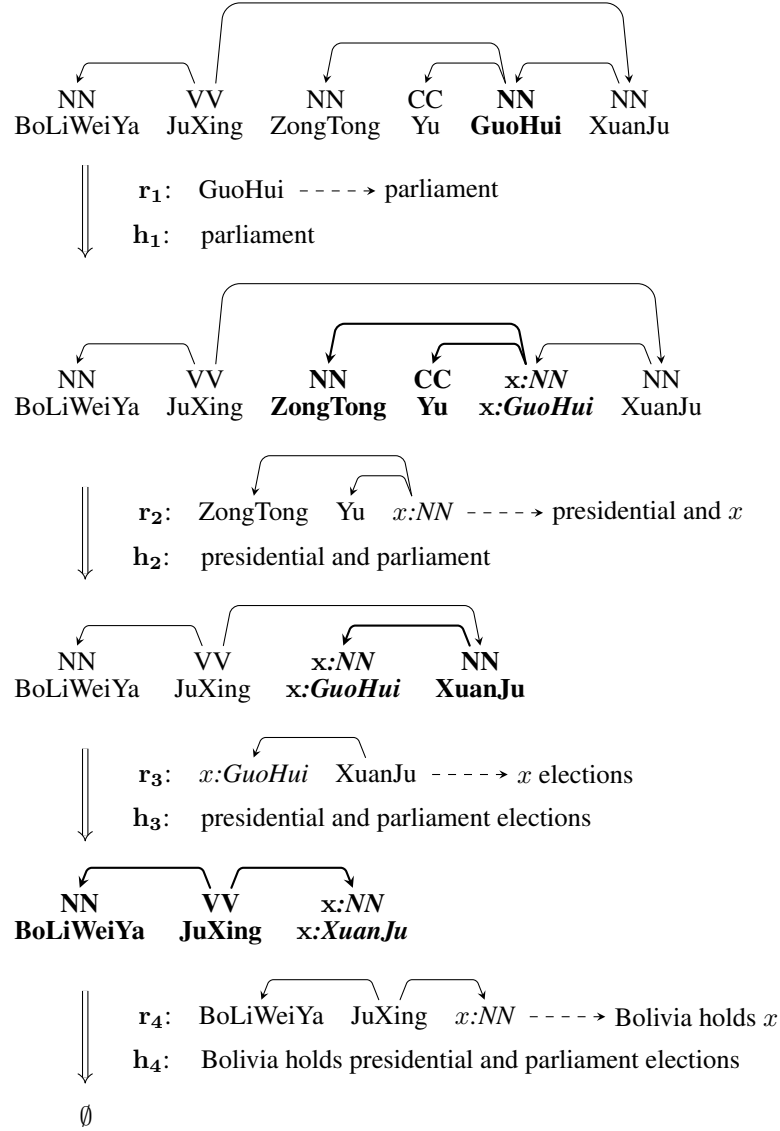 NN VV NN CC NN NN
BoLiWeiYa JuXing ZongTong Yu GuoHui XuanJu
r₁: GuoHui parliament
h₁: parliament
NN VV NN CC x:NN NN
BoLiWeiYa JuXing ZongTong Yu x:GuoHui XuanJu
r₂: ZongTong Yu x:NN presidential and x
h₂: presidential and parliament
NN VV x:NN NN
BoLiWeiYa JuXing x:GuoHui XuanJu
r₃: x:GuoHui XuanJu x elections
h₃: presidential and parliament elections
NN VV x:NN
BoLiWeiYa JuXing x:XuanJu
r₄: BoLiWeiYa JuXing x:NN Bolivia holds x
h₄: Bolivia holds presidential and parliament elections
∅